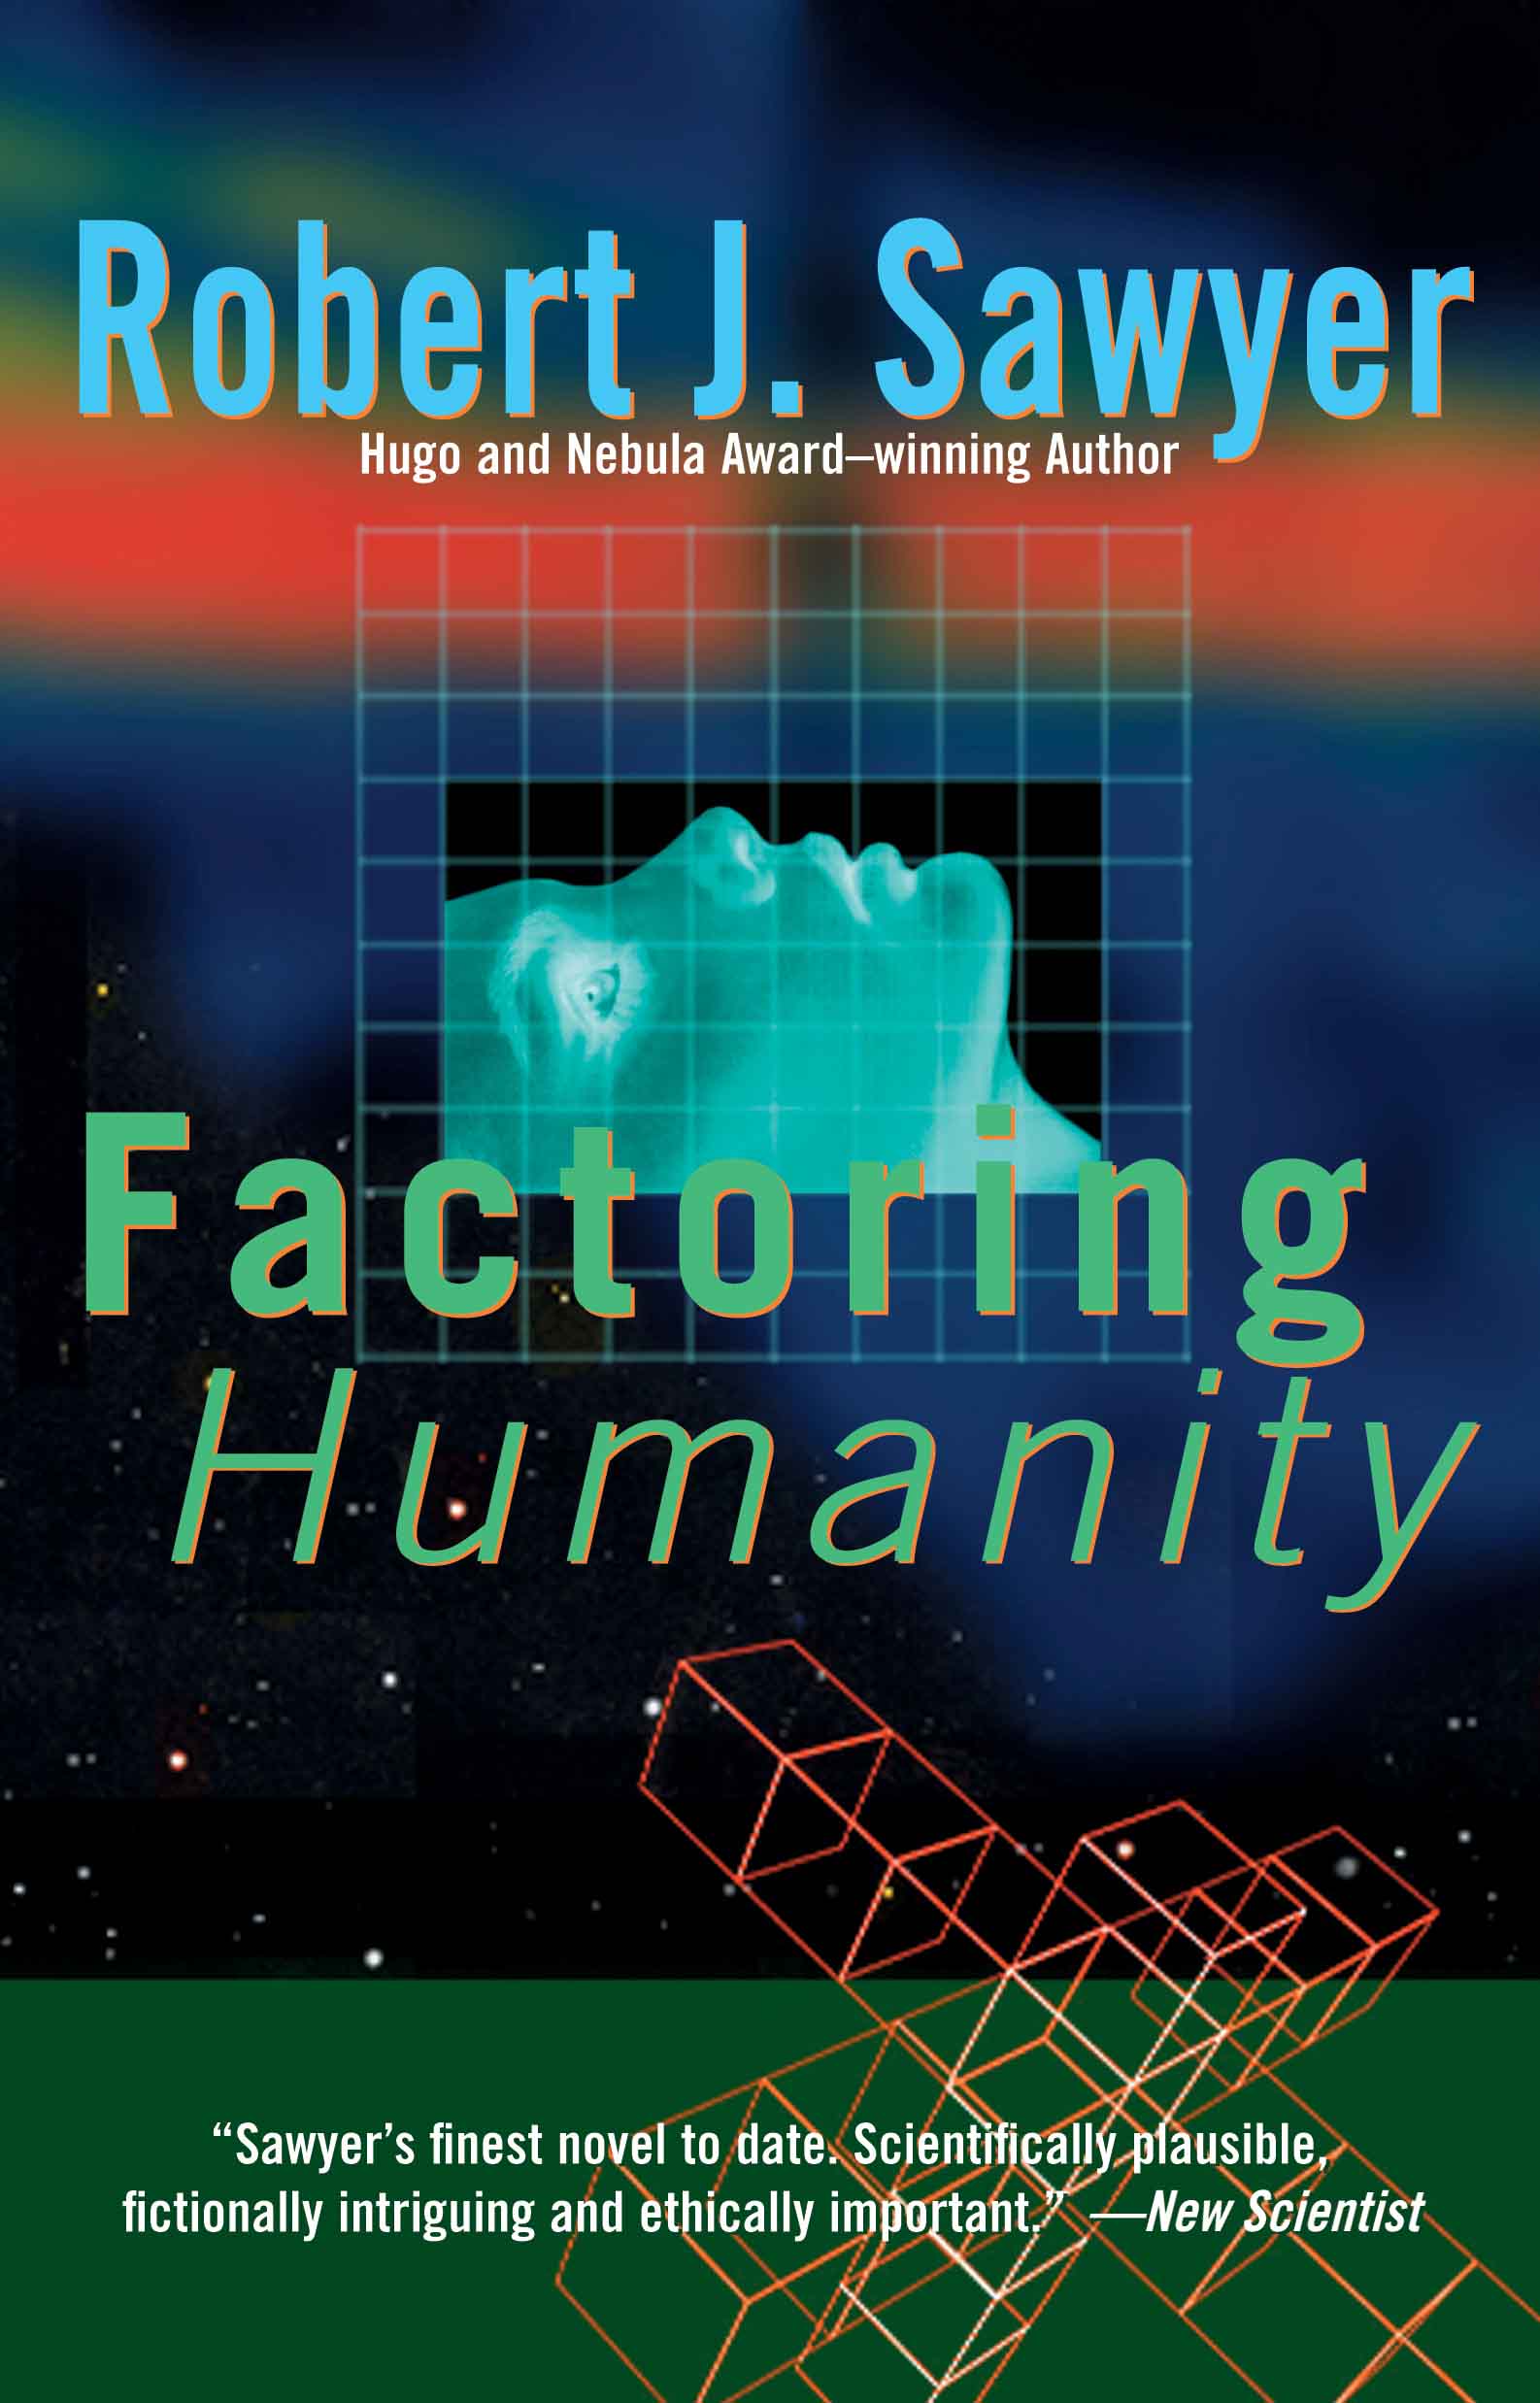 Robert J. Sawyer
Hugo and Nebula Award–winning Author
Factoring
Humanity
“Sawyer’s finest novel to date. Scientifically plausible,
fictionally intriguing and ethically important.” —New Scientist